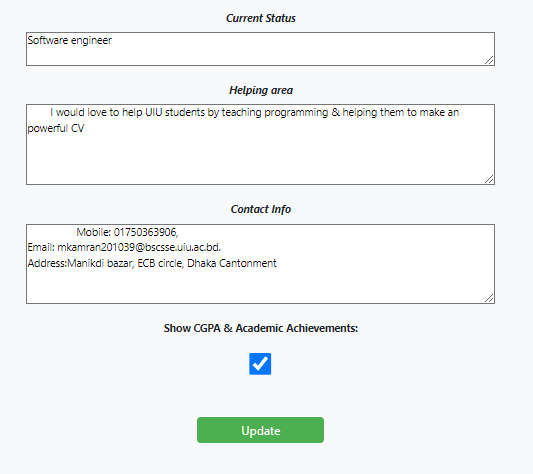 Current Status
Software engineer
Helping area
I would love to help UIU students by teaching programming & helping them to make an
powerful CV
Contact Info
Mobile: 01750363906,
Email: mkamran201039@bscsse.uiu.ac.bd.
Address:Manikdi bazar, ECB circle, Dhaka Cantonment
Show CGPA & Academic Achievements:
Update